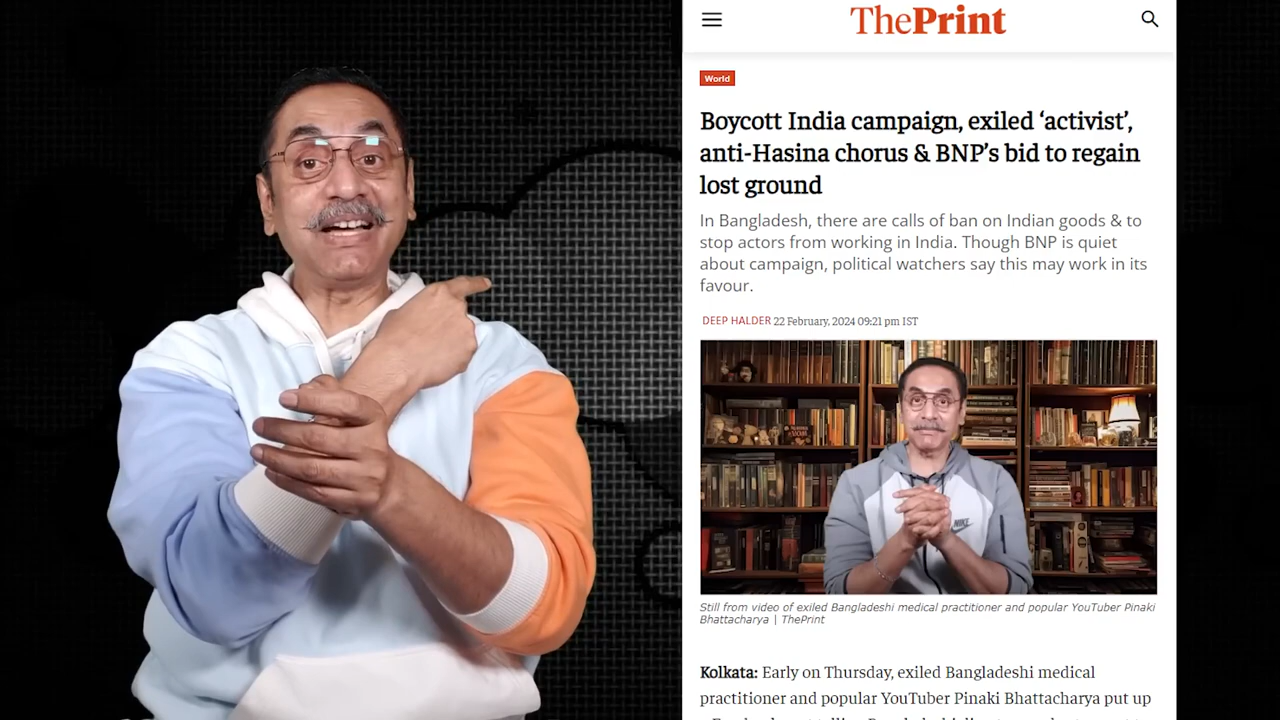 ThePrint
World
Boycott India campaign, exiled ‘activist’,
anti-Hasina chorus & BNP’s bid to regain
lost ground
In Bangladesh, there are calls of ban on Indian goods & to
stop actors from working in India. Though BNP is quiet
about campaign, political watchers say this may work in its
favour.
DEEP HALDER 22 February, 2024 09:21 pm IST
NIKE
Still from video of exiled Bangladeshi medical practitioner and popular YouTuber Pinaki
Bhattacharya | ThePrint
Kolkata: Early on Thursday, exiled Bangladeshi medical
practitioner and popular YouTuber Pinaki Bhattacharya put up